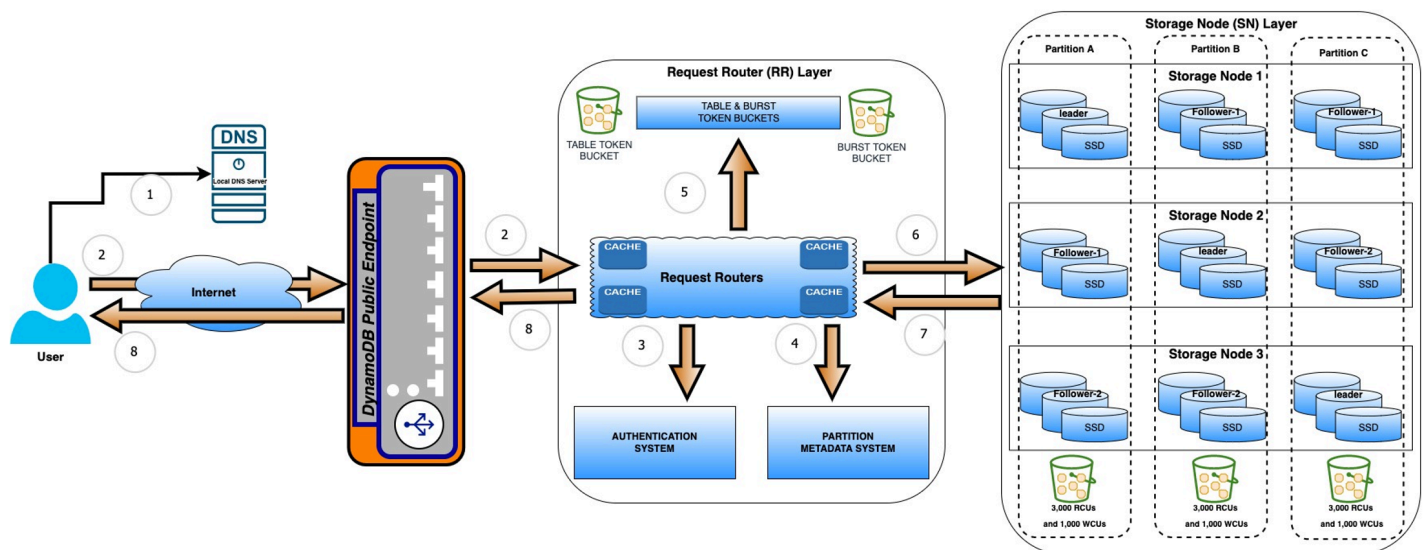 Storage Node (SN) Layer
Partition A
Partition B
Partition C
Request Router (RR) Layer
Storage Node 1
TABLE & BURST
TOKEN BUCKETS
TABLE TOKEN
BUCKET
BURST TOKEN
BUCKET
leader
SSD
Follower-1
SSD
Follower-1
SSD
DNS
Local DNS Server
1
5
Storage Node 2
2
Internet
User
8
DynamoDB Public Endpoint
2
8
CACHE
CACHE
Request Routers
CACHE
CACHE
6
7
3
4
Follower-1
SSD
leader
SSD
Follower-2
SSD
Storage Node 3
Follower-2
SSD
Follower-2
SSD
leader
SSD
AUTHENTICATION
SYSTEM
PARTITION
METADATA SYSTEM
3,000 RCUs
and 1,000 WCUs
3,000 RCUs
and 1,000 WCUs
3,000 RCUs
and 1,000 WCUs